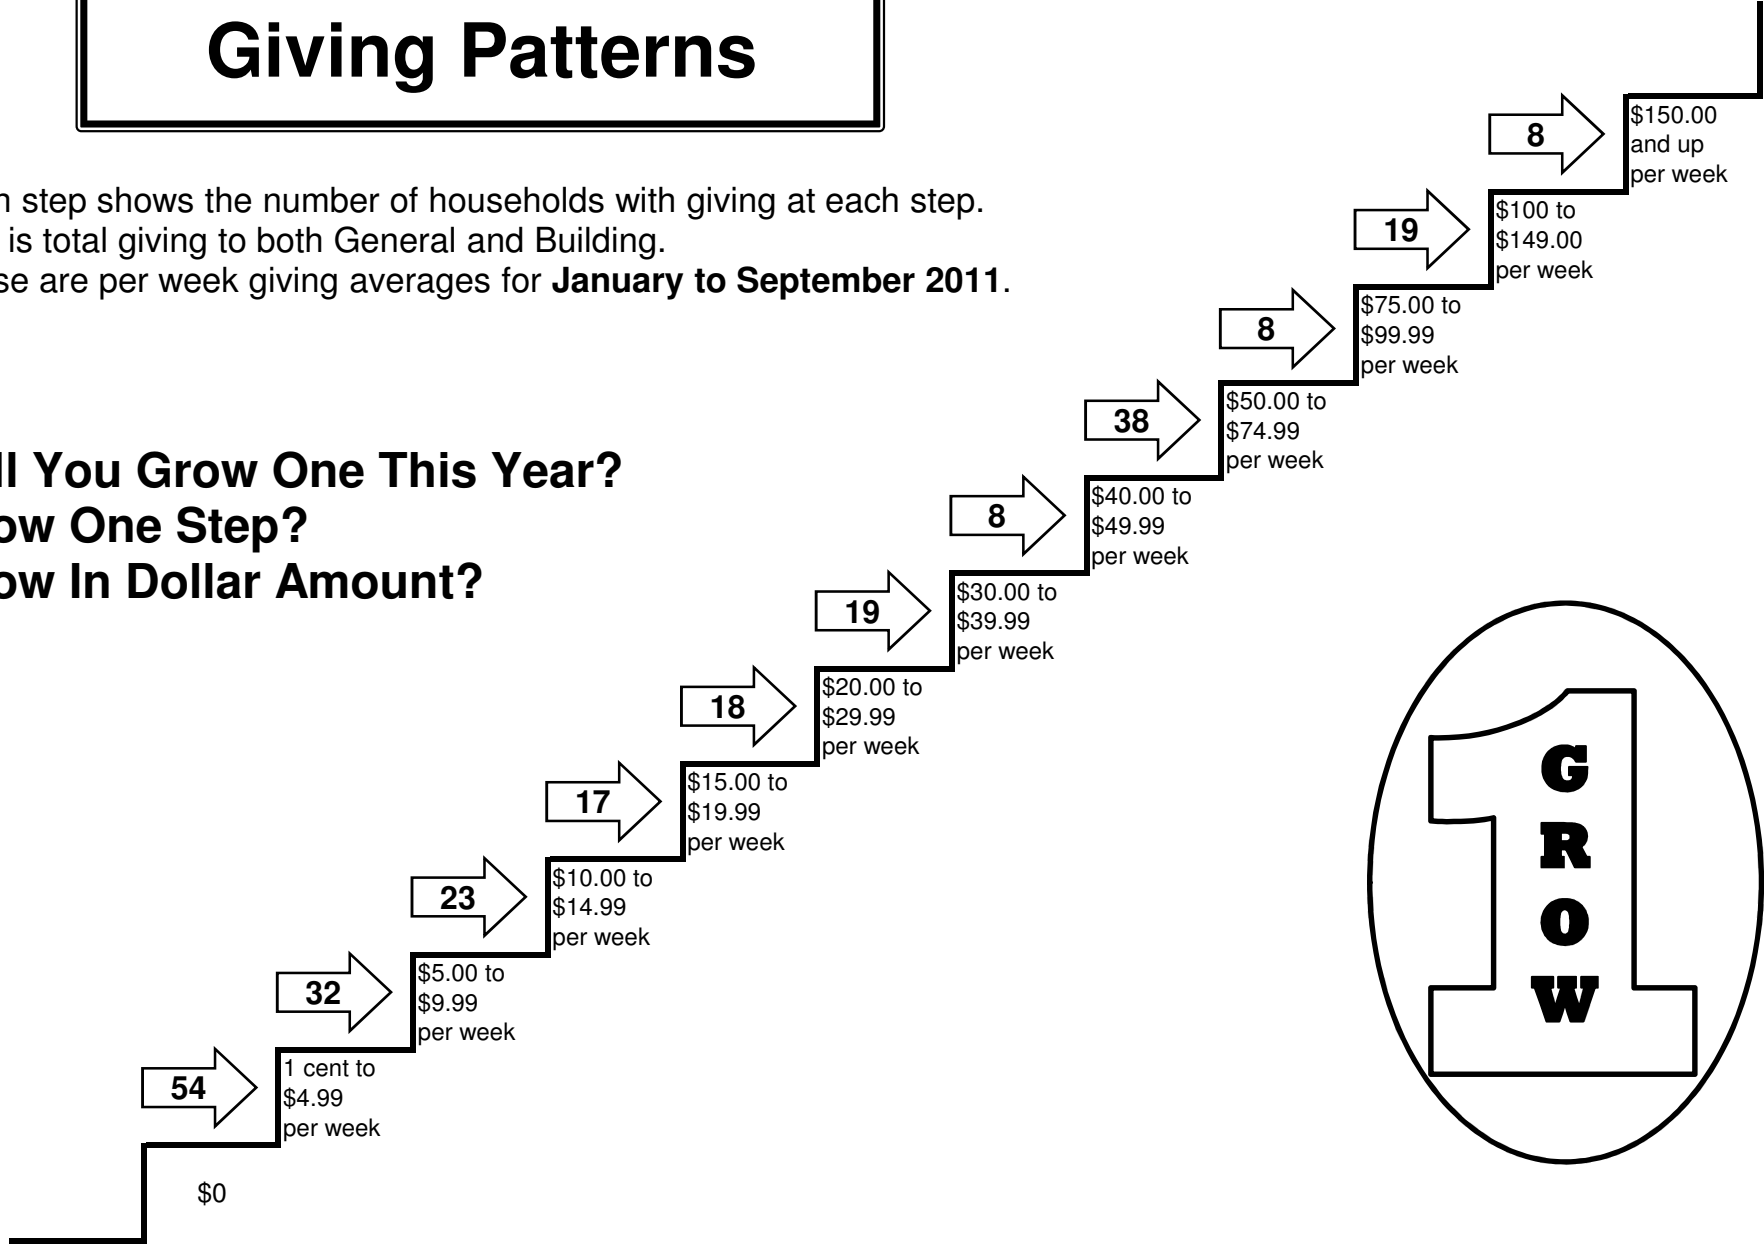 Giving Patterns
h step shows the number of households with giving at each step.
is total giving to both General and Building.
se are per week giving averages for January to September 2011.
ll You Grow One This Year?
ow One Step?
ow In Dollar Amount?
8
$150.00
and up
per week
19
$100 to
$149.00
per week
8
$75.00 to
$99.99
per week
38
$50.00 to
$74.99
per week
8
$40.00 to
$49.99
per week
19
$30.00 to
$39.99
per week
18
$20.00 to
$29.99
per week
17
$15.00 to
$19.99
per week
23
$10.00 to
$14.99
per week
32
$5.00 to
$9.99
per week
54
1 cent to
$4.99
per week
$0
1
G
R
O
W